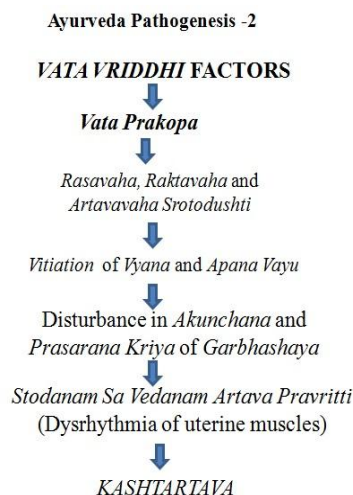 Ayurveda Pathogenesis -2
VATA VRIDDHI FACTORS
Vata Prakopa
Rasavaha, Raktavaha and
Artavavaha Srotodushti
Vitiation of Vyana and Apana Vayu
Disturbance in Akunchana and
Prasarana Kriya of Garbhashaya
Stodanam Sa Vedanam Artava Pravritti
(Dysrhythmia of uterine muscles)
KASHTARTAVA